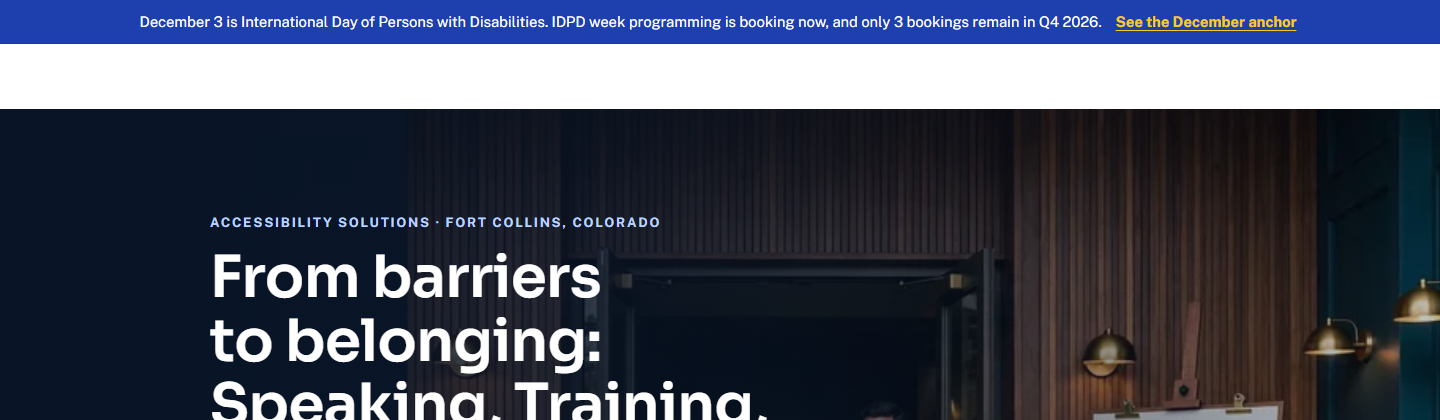 December 3 is International Day of Persons with Disabilities. IDPD week programming is booking now, and only 3 bookings remain in Q4 2026. See the December anchor
ACCESSIBILITY SOLUTIONS · FORT COLLINS, COLORADO
From barriers
to belonging:
Speaking, Training,